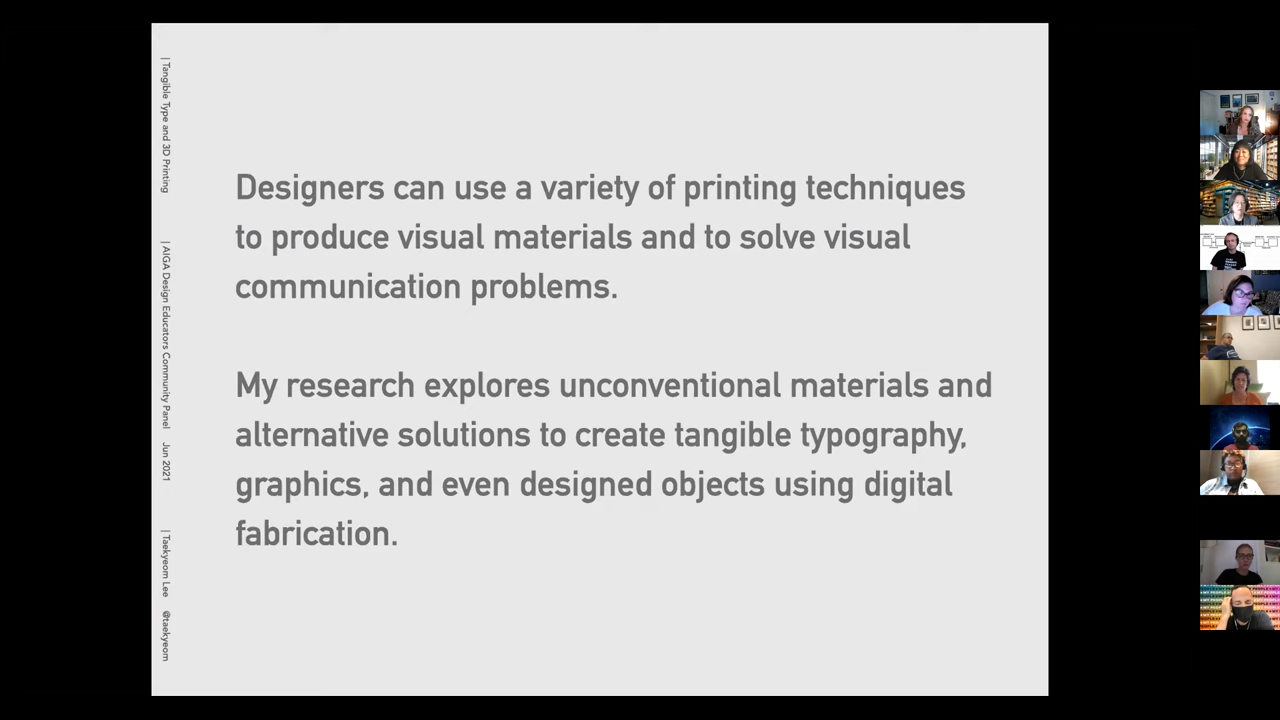 | Tangible Type and 3D Printing
| AIGA Design Educators Community Panel Jun 2021
| Taekyeom Lee @taekyeom
Designers can use a variety of printing techniques
to produce visual materials and to solve visual
communication problems.
My research explores unconventional materials and
alternative solutions to create tangible typography,
graphics, and even designed objects using digital
fabrication.